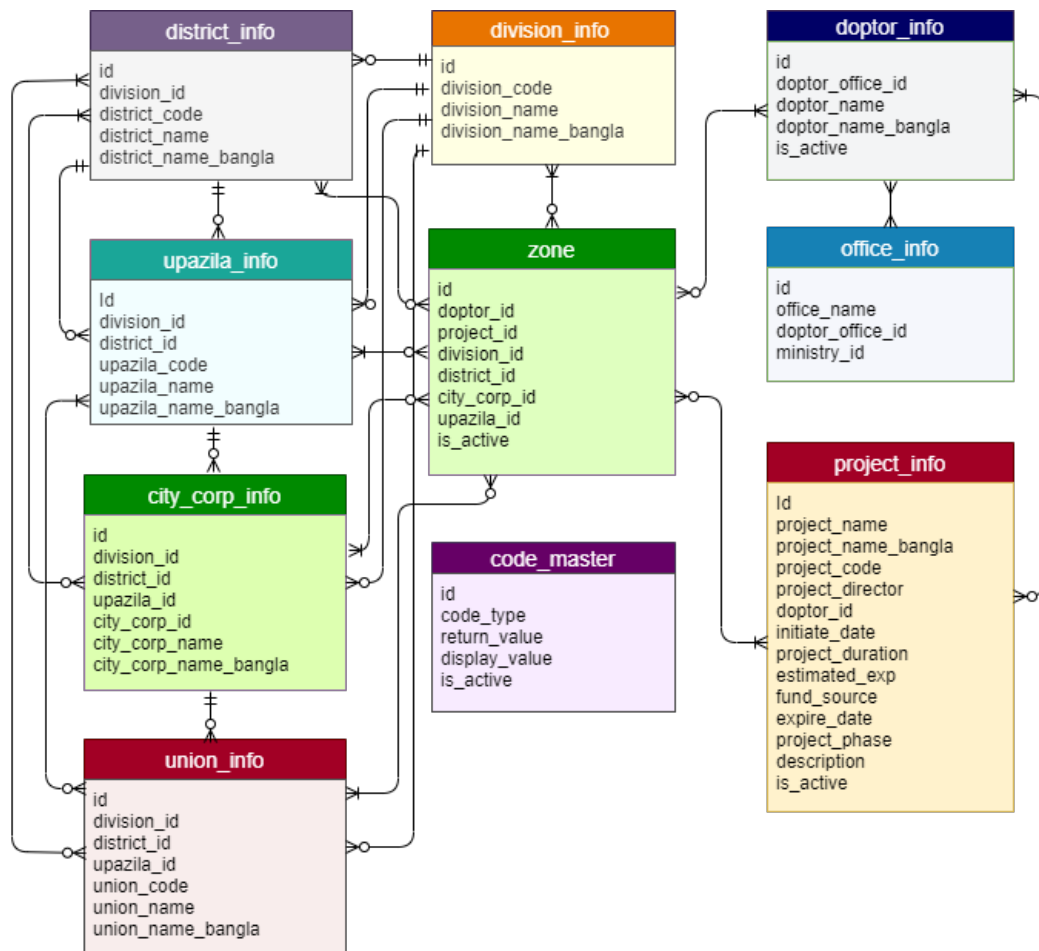 district_info
id
division_id
district_code
district_name
district_name_bangla
division_info
id
division_code
division_name
division_name_bangla
doptor_info
id
doptor_office_id
doptor_name
doptor_name_bangla
is_active
upazila_info
Id
division_id
district_id
upazila_code
upazila_name
upazila_name_bangla
zone
id
doptor_id
project_id
division_id
district_id
city_corp_id
upazila_id
is_active
office_info
id
office_name
doptor_office_id
ministry_id
city_corp_info
id
division_id
district_id
upazila_id
city_corp_id
city_corp_name
city_corp_name_bangla
code_master
id
code_type
return_value
display_value
is_active
project_info
Id
project_name
project_name_bangla
project_code
project_director
doptor_id
initiate_date
project_duration
estimated_exp
fund_source
expire_date
project_phase
description
is_active
union_info
id
division_id
district_id
upazila_id
union_code
union_name
union_name_bangla